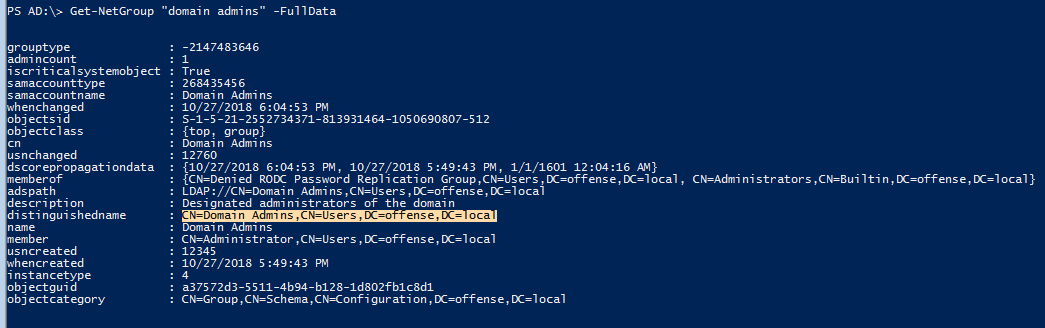 PS AD:\> Get-NetGroup "domain admins" -FullData
grouptype : -2147483646
admincount : 1
iscriticalsystemobject : True
samaccounttype : 268435456
samaccountname : Domain Admins
whenchanged : 10/27/2018 6:04:53 PM
objectsid : S-1-5-21-2552734371-813931464-1050690807-512
objectclass : {top, group}
cn : Domain Admins
usnchanged : 12760
dscorepropagationdata : {10/27/2018 6:04:53 PM, 10/27/2018 5:49:43 PM, 1/1/1601 12:04:16 AM}
memberof : {CN=Denied RODC Password Replication Group,CN=Users,DC=offense,DC=local, CN=Administrators,CN=Builtin,DC=offense,DC=local}
adspath : LDAP://CN=Domain Admins,CN=Users,DC=offense,DC=local
description : Designated administrators of the domain
distinguishedname : CN=Domain Admins,CN=Users,DC=offense,DC=local
name : Domain Admins
member : CN=Administrator,CN=Users,DC=offense,DC=local
usncreated : 12345
whencreated : 10/27/2018 5:49:43 PM
instancetype : 4
objectguid : a37572d3-5511-4b94-b128-1d802fb1c8d1
objectcategory : CN=Group,CN=Schema,CN=Configuration,DC=offense,DC=local